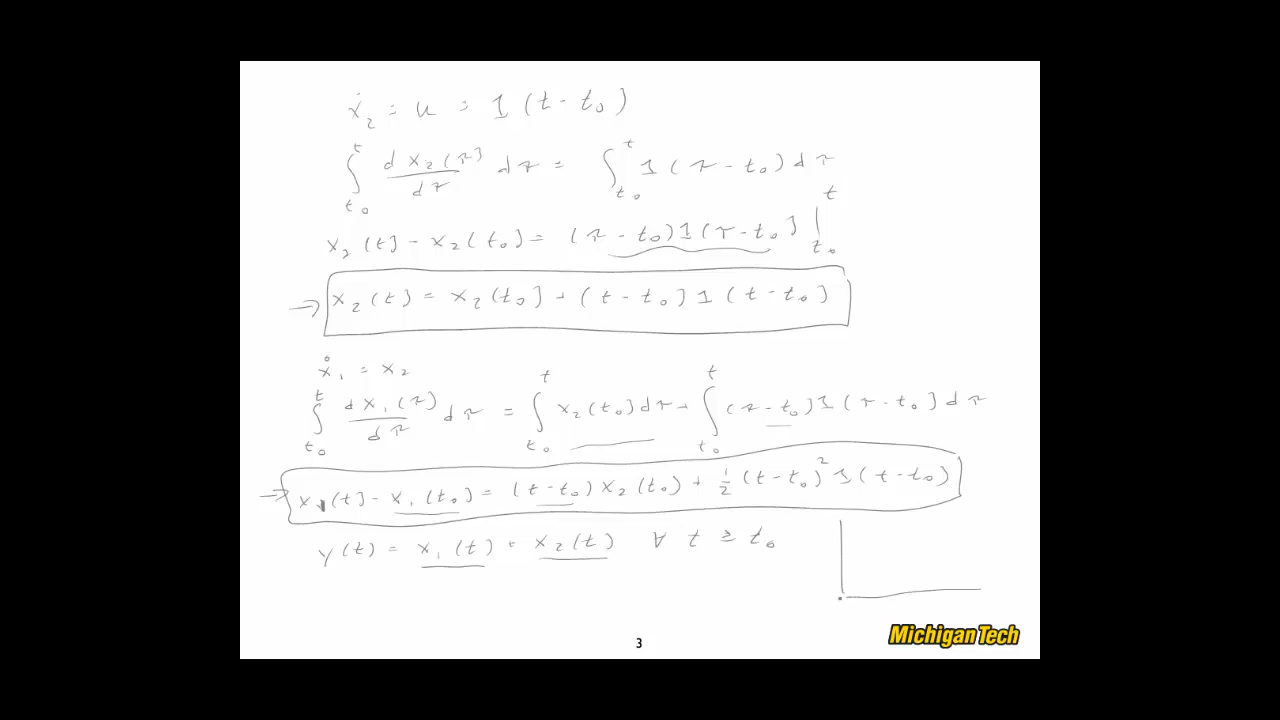 ẋ₂ = u = 1(t - t₀)
∫_{t₀}^{t} dx₂(τ)/dτ dτ = ∫_{t₀}^{t} 1(τ - t₀)dτ
x₂(t) - x₂(t₀) = (τ - t₀)1(τ - t₀)|_{t₀}^{t}
→ x₂(t) = x₂(t₀) + (t - t₀)1(t - t₀)
ẋ₁ = x₂
∫_{t₀}^{t} dx₁(τ)/dτ dτ = ∫_{t₀}^{t} x₂(t₀)dτ + ∫_{t₀}^{t} (τ - t₀)1(τ - t₀)dτ
→ x₁(t) - x₁(t₀) = (t - t₀)x₂(t₀) + 1/2 (t - t₀)² 1(t - t₀)
y(t) = x₁(t) + x₂(t) ∀ t ≥ t₀
3
Michigan Tech